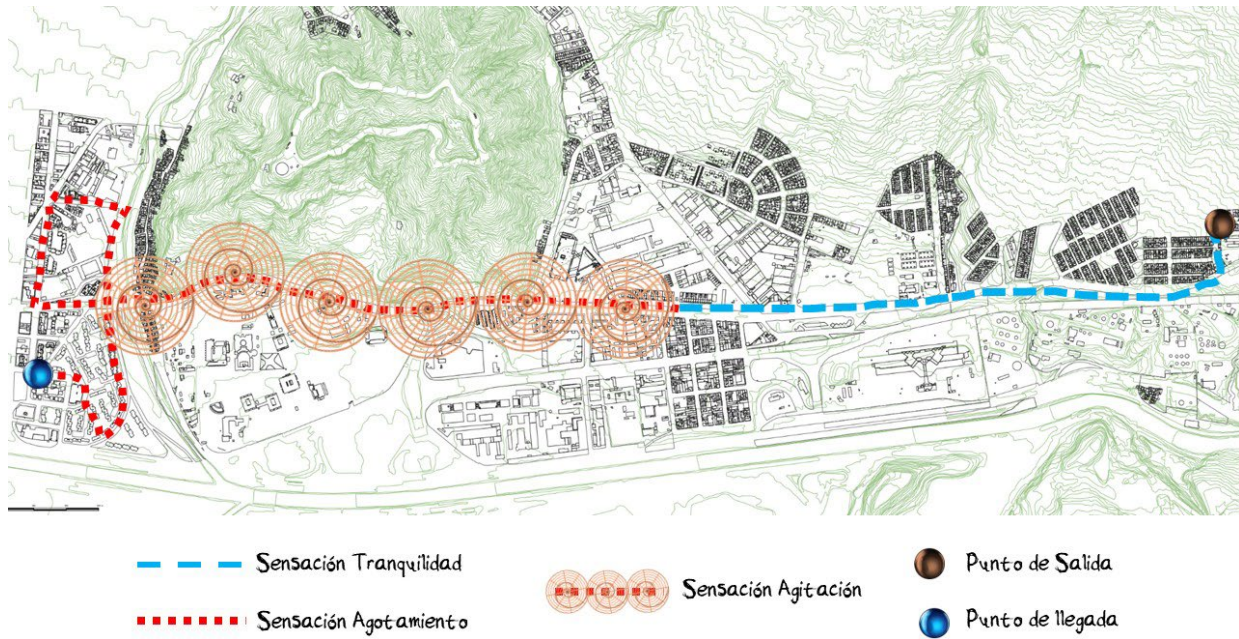 Sensación Tranquilidad
Sensación Agotamiento
Sensación Agitación
Punto de Salida
Punto de llegada